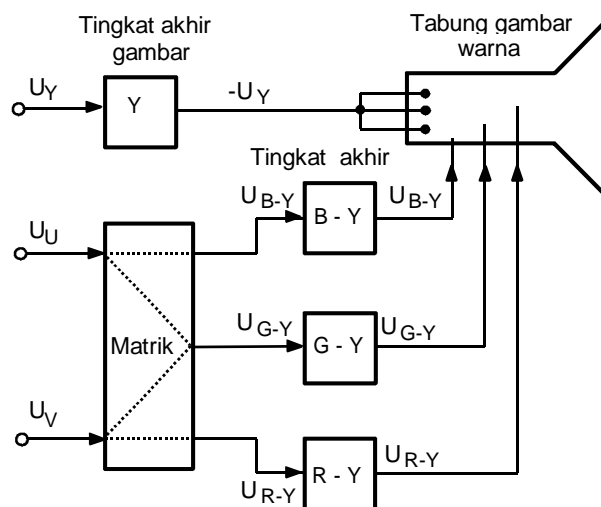 Tingkat akhir
gambar
Tabung gambar
warna
U_Y
Y
-U_Y
Tingkat akhir
U_B-Y
B - Y
U_B-Y
U_U
U_G-Y
G - Y
U_G-Y
Matrik
U_V
U_R-Y
R - Y
U_R-Y